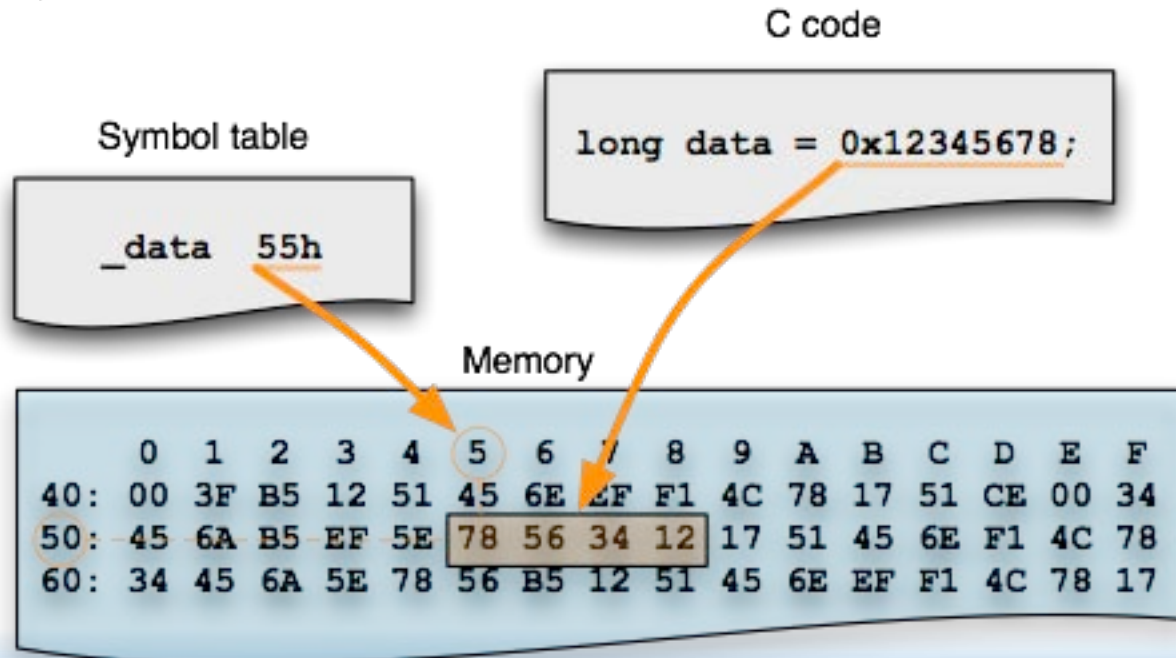 C code
long data = 0x12345678;
Symbol table
_data 55h
Memory
0 1 2 3 4 5 6 7 8 9 A B C D E F
40: 00 3F B5 12 51 45 6E EF F1 4C 78 17 51 CE 00 34
50: 45 6A B5 EF 5E 78 56 34 12 17 51 45 6E F1 4C 78
60: 34 45 6A 5E 78 56 B5 12 51 45 6E EF F1 4C 78 17